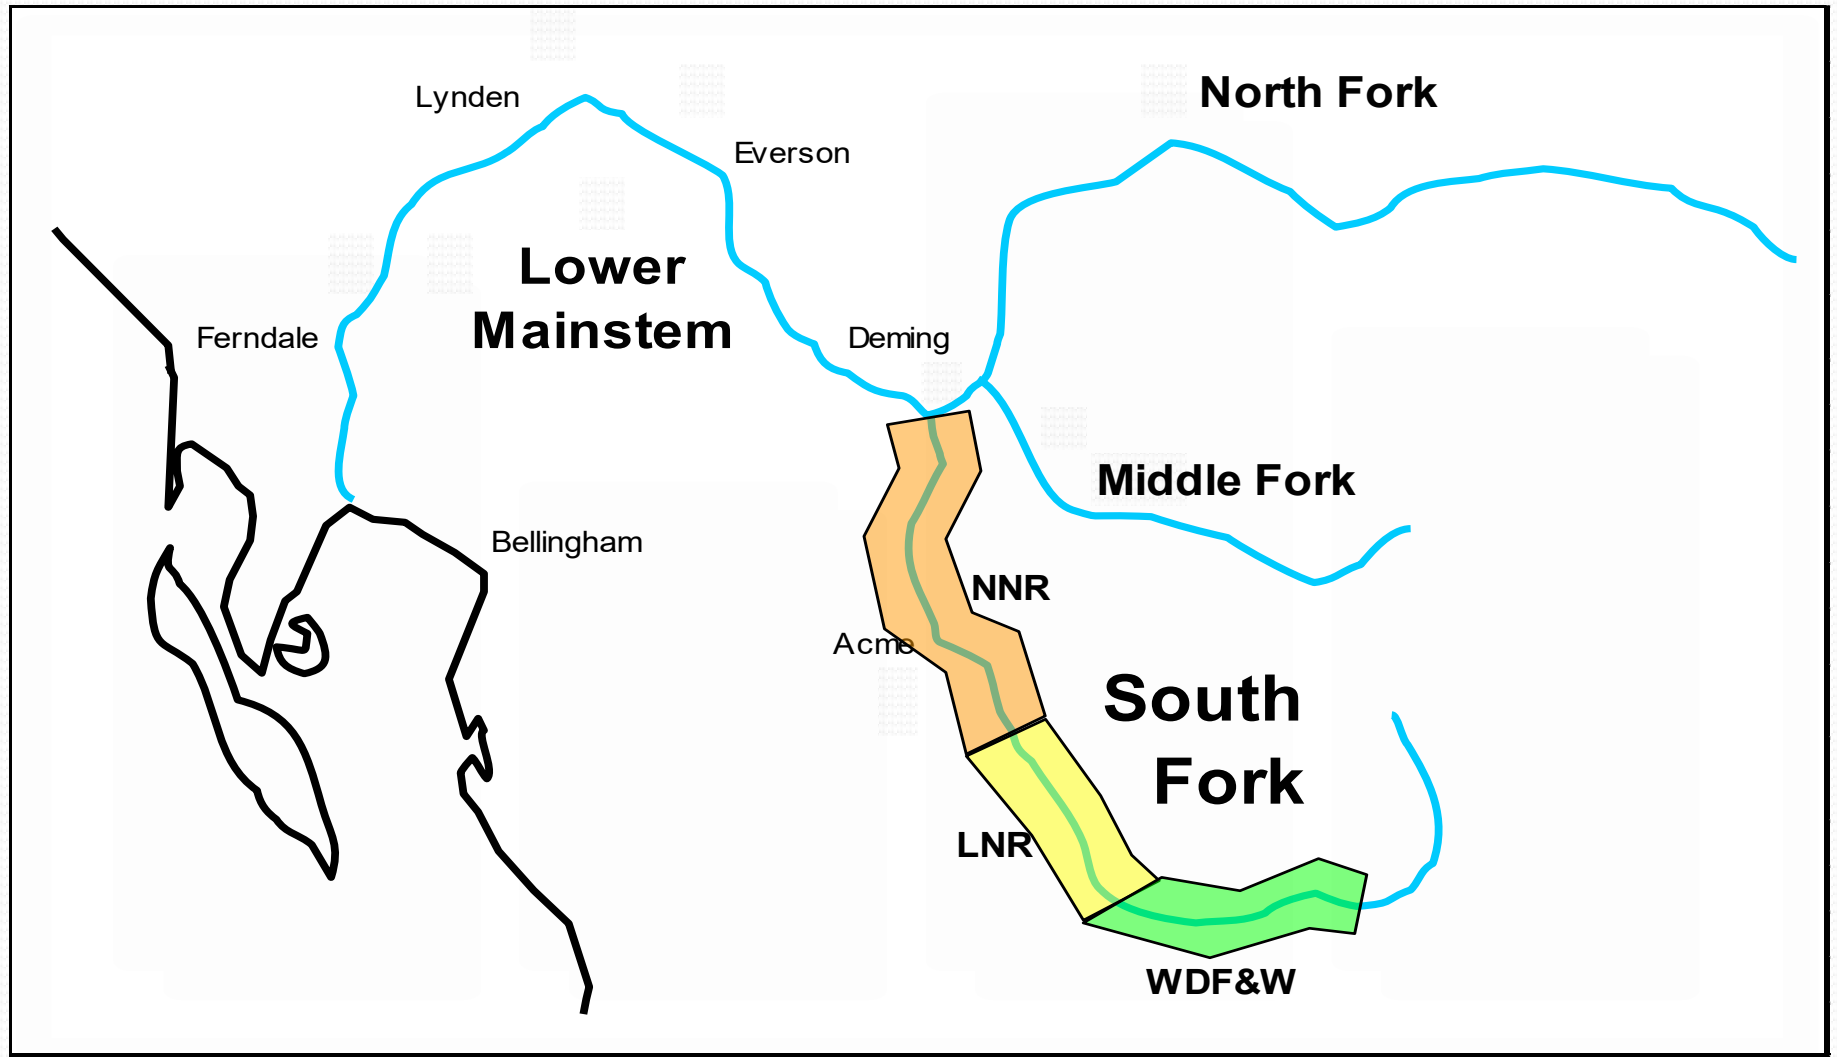 Lynden
North Fork
Everson
Lower
Mainstem
Ferndale
Deming
Middle Fork
Bellingham
NNR
Acme
South
Fork
LNR
WDF&W